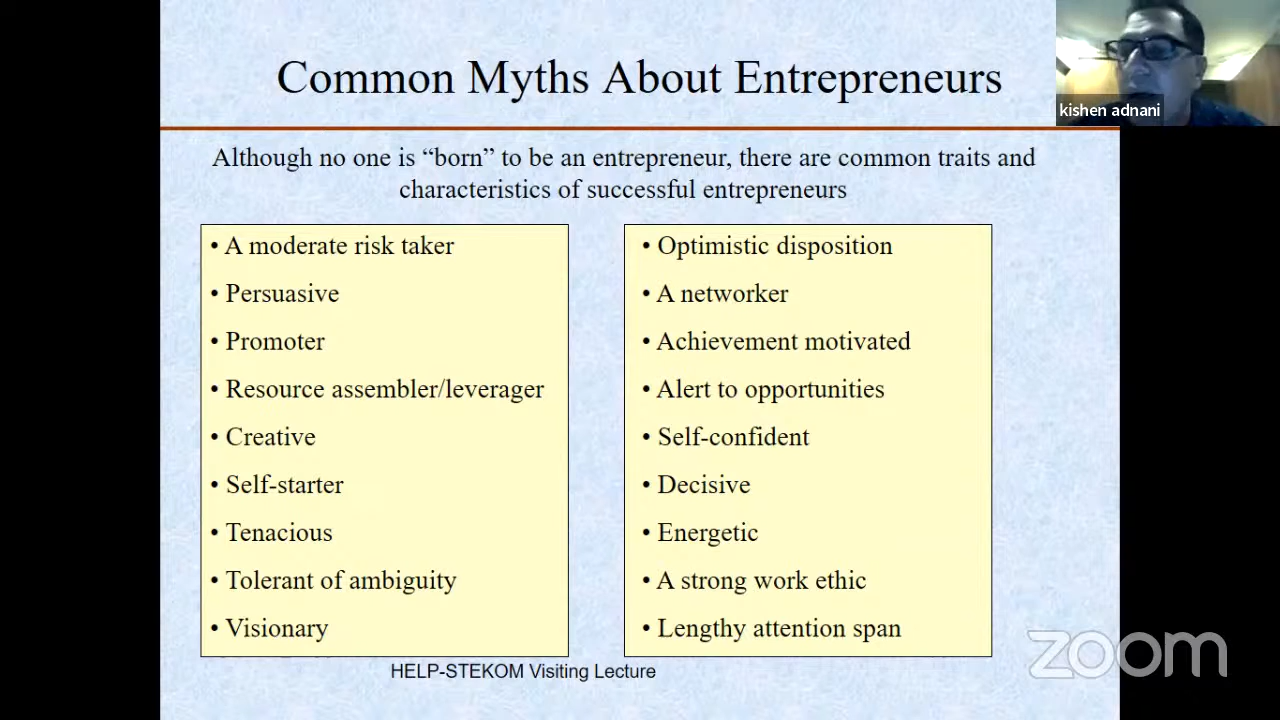 Common Myths About Entrepreneurs
kishen adnani
Although no one is “born” to be an entrepreneur, there are common traits and
characteristics of successful entrepreneurs
• A moderate risk taker
• Persuasive
• Promoter
• Resource assembler/leverager
• Creative
• Self-starter
• Tenacious
• Tolerant of ambiguity
• Visionary
• Optimistic disposition
• A networker
• Achievement motivated
• Alert to opportunities
• Self-confident
• Decisive
• Energetic
• A strong work ethic
• Lengthy attention span
HELP-STEKOM Visiting Lecture
zoom